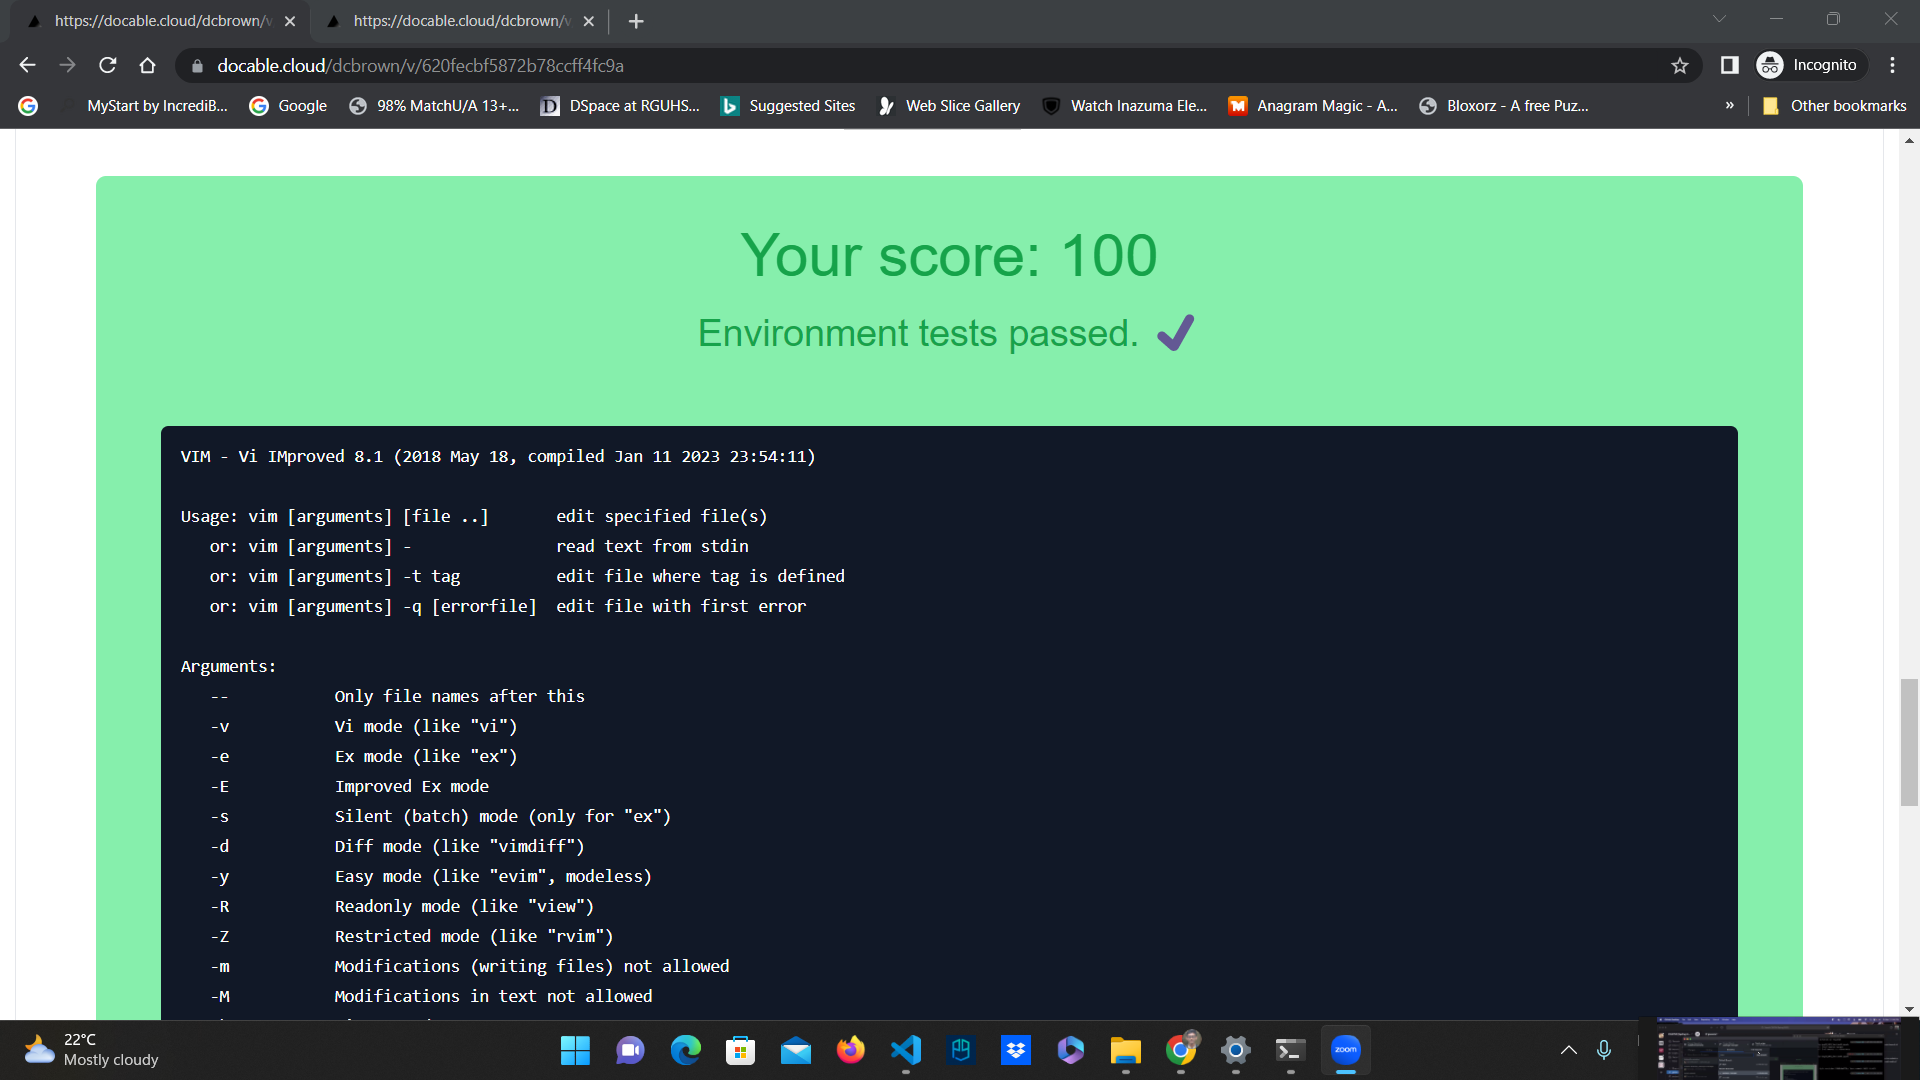 https://docable.cloud/dcbrown/v
https://docable.cloud/dcbrown/v
docable.cloud/dcbrown/v/620fecbf5872b78ccff4fc9a
Incognito
MyStart by IncrediB...
Google
98% MatchU/A 13+...
DSpace at RGUHS...
Suggested Sites
Web Slice Gallery
Watch Inazuma Ele...
Anagram Magic - A...
Bloxorz - A free Puz...
»
Other bookmarks
Your score: 100
Environment tests passed. ✔
VIM - Vi IMproved 8.1 (2018 May 18, compiled Jan 11 2023 23:54:11)
Usage: vim [arguments] [file ..]       edit specified file(s)
   or: vim [arguments] -               read text from stdin
   or: vim [arguments] -t tag          edit file where tag is defined
   or: vim [arguments] -q [errorfile]  edit file with first error
Arguments:
   --           Only file names after this
   -v           Vi mode (like "vi")
   -e           Ex mode (like "ex")
   -E           Improved Ex mode
   -s           Silent (batch) mode (only for "ex")
   -d           Diff mode (like "vimdiff")
   -y           Easy mode (like "evim", modeless)
   -R           Readonly mode (like "view")
   -Z           Restricted mode (like "rvim")
   -m           Modifications (writing files) not allowed
   -M           Modifications in text not allowed
22°C
Mostly cloudy
zoom